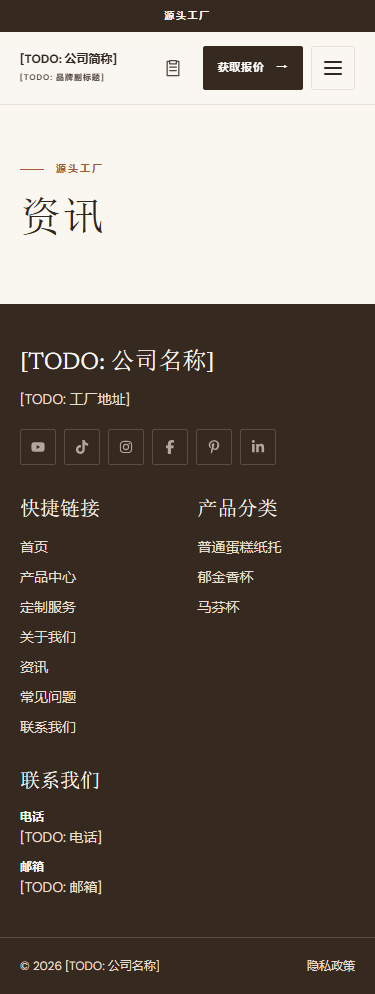 源头工厂
[TODO: 公司简称]
[TODO: 品牌副标题]
获取报价 →
源头工厂
资讯
[TODO: 公司名称]
[TODO: 工厂地址]
快捷链接
产品分类
首页
普通蛋糕纸托
产品中心
郁金香杯
定制服务
马芬杯
关于我们
资讯
常见问题
联系我们
联系我们
电话
[TODO: 电话]
邮箱
[TODO: 邮箱]
© 2026 [TODO: 公司名称]
隐私政策